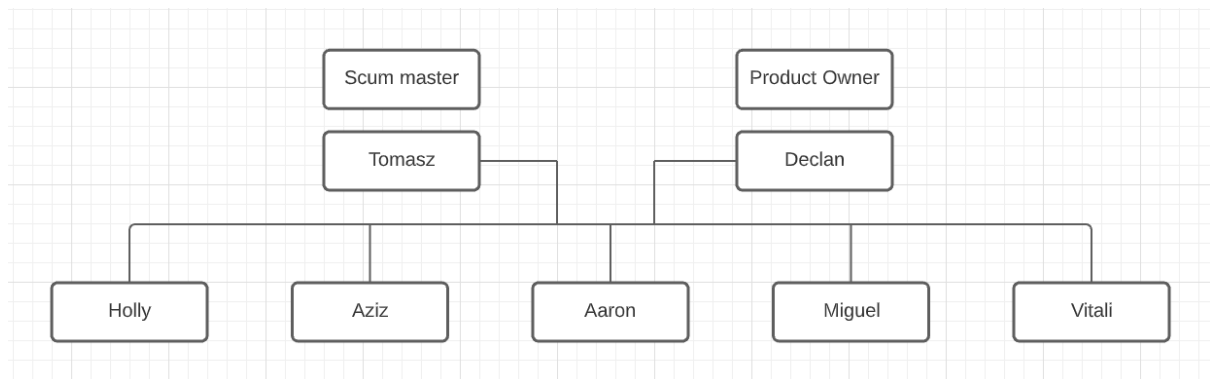 Scum master
Product Owner
Tomasz
Declan
Holly
Aziz
Aaron
Miguel
Vitali